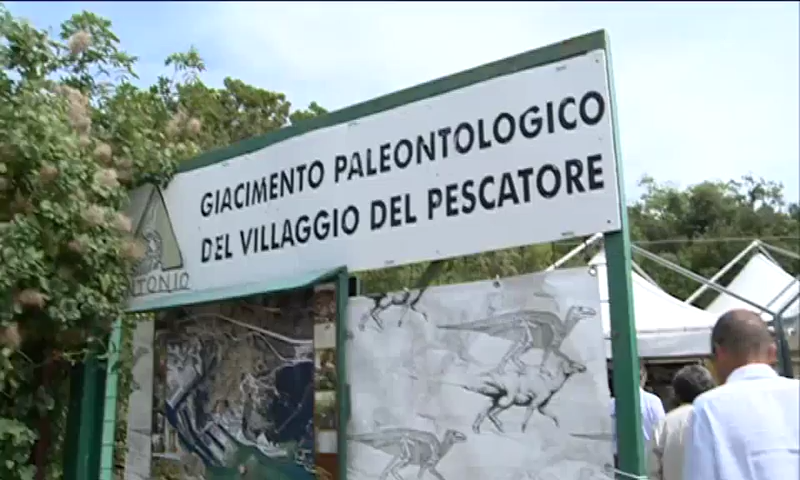 GIACIMENTO PALEONTOLOGICO
DEL VILLAGGIO DEL PESCATORE